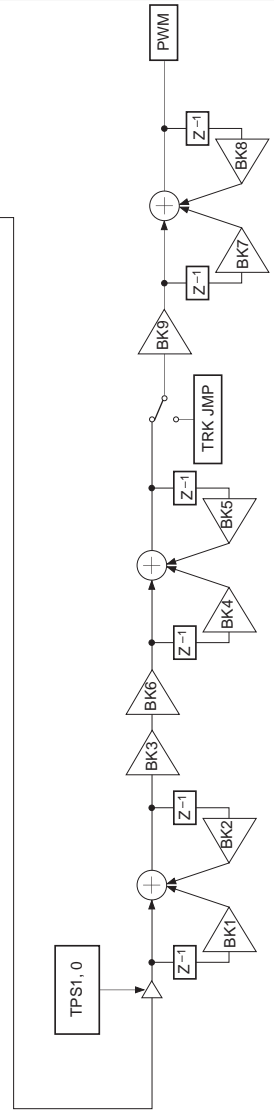 PWM
Z⁻¹
BK8
Z⁻¹
BK7
BK9
TRK JMP
Z⁻¹
BK5
Z⁻¹
BK4
BK6
BK3
Z⁻¹
BK2
Z⁻¹
BK1
TPS1, 0